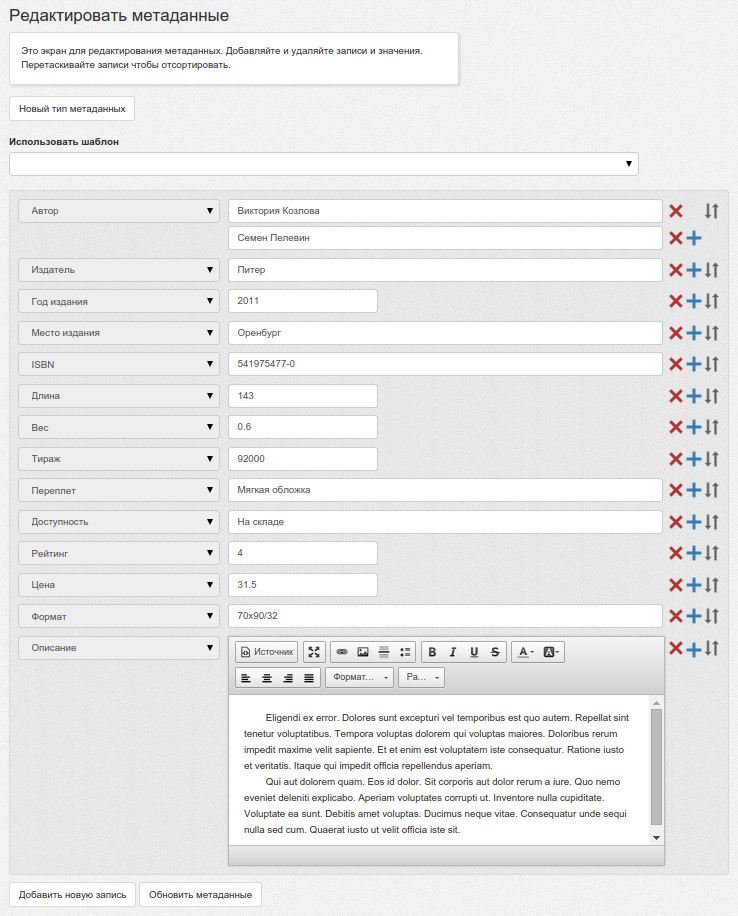 Редактировать метаданные
Это экран для редактирования метаданных. Добавляйте и удаляйте записи и значения.
Перетаскивайте записи чтобы отсортировать.
Новый тип метаданных
Использовать шаблон
Автор Виктория Козлова
Семен Пелевин
Издатель Питер
Год издания 2011
Место издания Оренбург
ISBN 541975477-0
Длина 143
Вес 0.6
Тираж 92000
Переплет Мягкая обложка
Доступность На складе
Рейтинг 4
Цена 31.5
Формат 70x90/32
Описание Источник B I U S A A
Формат... Ра...
Eligendi ex error. Dolores sunt excepturi vel temporibus est quo autem. Repellat sint
tenetur voluptatibus. Tempora voluptas dolorem qui voluptas maiores. Doloribus rerum
impedit maxime velit sapiente. Et et enim est voluptatem iste consequatur. Ratione iusto
et veritatis. Itaque qui impedit officia repellendus aperiam.
Qui aut dolorem quam. Eos id dolor. Sit corporis aut dolor rerum a iure. Quo nemo
eveniet deleniti explicabo. Aperiam voluptates corrupti ut. Inventore nulla cupiditate.
Voluptate ea sunt. Debitis amet voluptas. Ducimus neque vitae. Consequatur unde sequi
nulla sed cum. Quaerat iusto ut velit officia iste sit.
Добавить новую запись Обновить метаданные